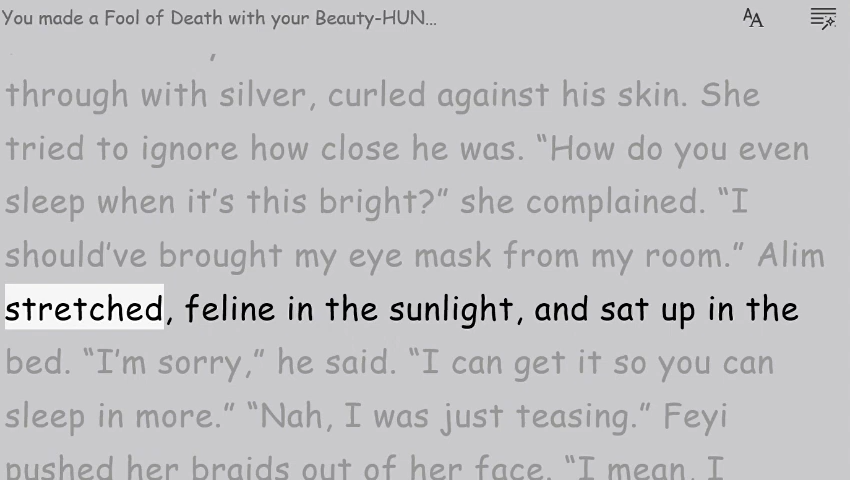 You made a Fool of Death with your Beauty-HUN...
AA
through with silver, curled against his skin. She
tried to ignore how close he was. “How do you even
sleep when it’s this bright?” she complained. “I
should’ve brought my eye mask from my room.” Alim
stretched, feline in the sunlight, and sat up in the
bed. “I’m sorry,” he said. “I can get it so you can
sleep in more.” “Nah, I was just teasing.” Feyi
pushed her braids out of her face. “I mean, I